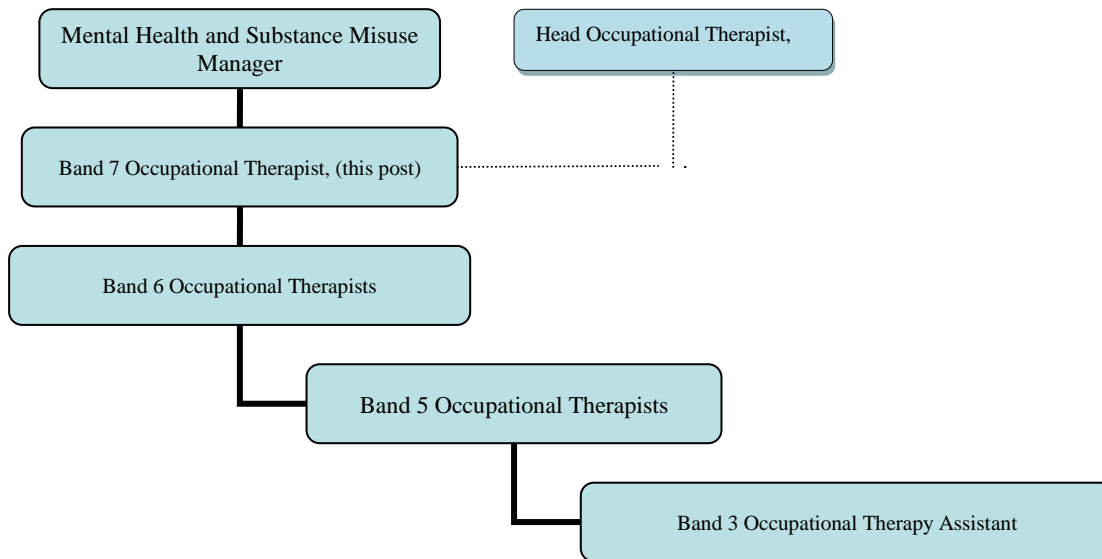 Mental Health and Substance Misuse
Manager
Head Occupational Therapist,
Band 7 Occupational Therapist, (this post)
.
Band 6 Occupational Therapists
Band 5 Occupational Therapists
Band 3 Occupational Therapy Assistant